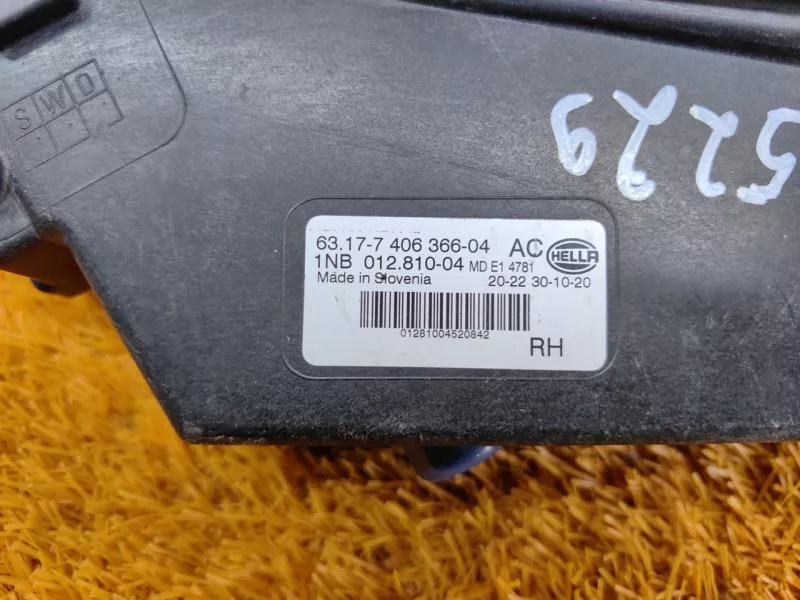 SWD
5229
63.17-7 406 366-04 AC
HELLA
1NB 012.810-04 MD E1 4781
Made in Slovenia 20-22 30-10-20
01281004520842
RH